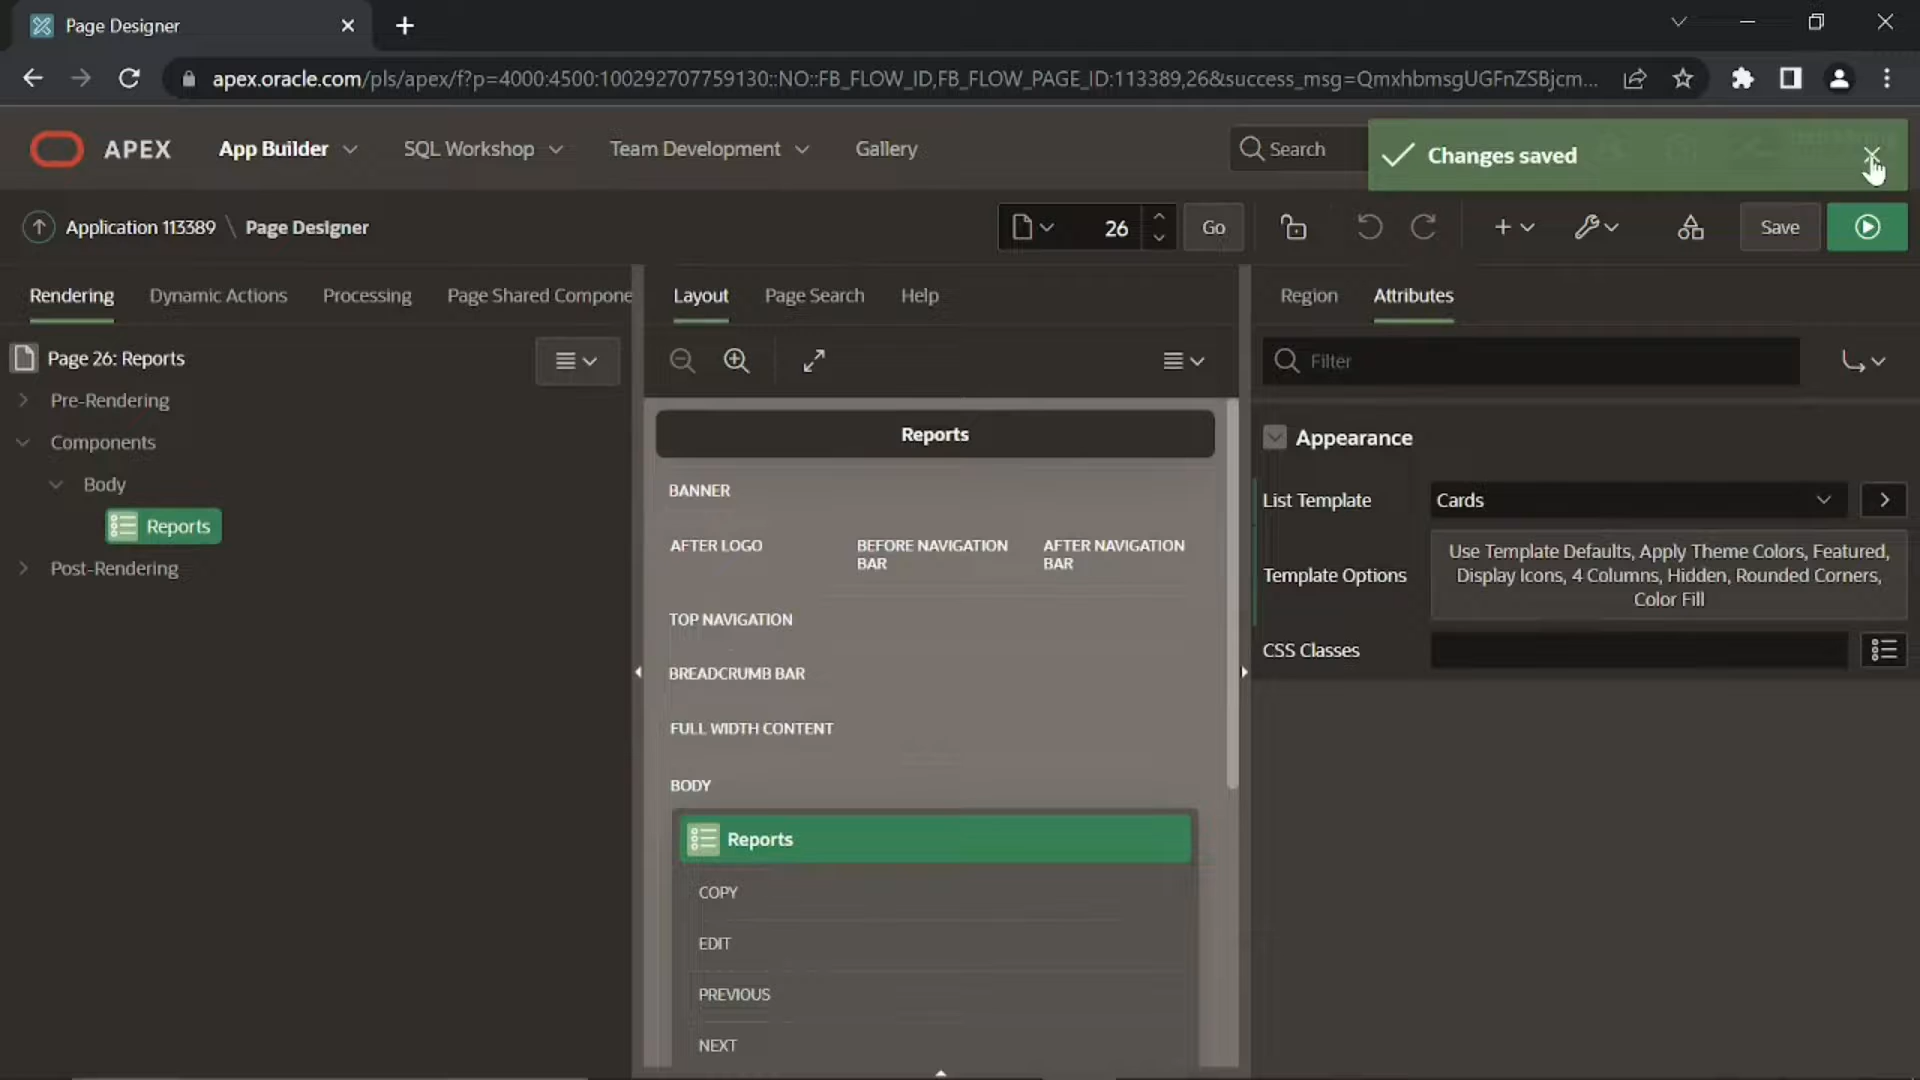 Page Designer
apex.oracle.com/pls/apex/f?p=4000:4500:100292707759130::NO::FB_FLOW_ID,FB_FLOW_PAGE_ID:113389,26&success_msg=QmxhbmsgUGFnZSBjcm...
APEX App Builder SQL Workshop Team Development Gallery Search Changes saved
Application 113389 \ Page Designer 26 Go Save
Rendering Dynamic Actions Processing Page Shared Compone Layout Page Search Help Region Attributes
Page 26: Reports
Filter
Pre-Rendering
Components
Body
Reports
Post-Rendering
Reports
BANNER
AFTER LOGO
BEFORE NAVIGATION
BAR
AFTER NAVIGATION
BAR
TOP NAVIGATION
BREADCRUMB BAR
FULL WIDTH CONTENT
BODY
Reports
COPY
EDIT
PREVIOUS
NEXT
Appearance
List Template Cards
Template Options
Use Template Defaults, Apply Theme Colors, Featured,
Display Icons, 4 Columns, Hidden, Rounded Corners,
Color Fill
CSS Classes